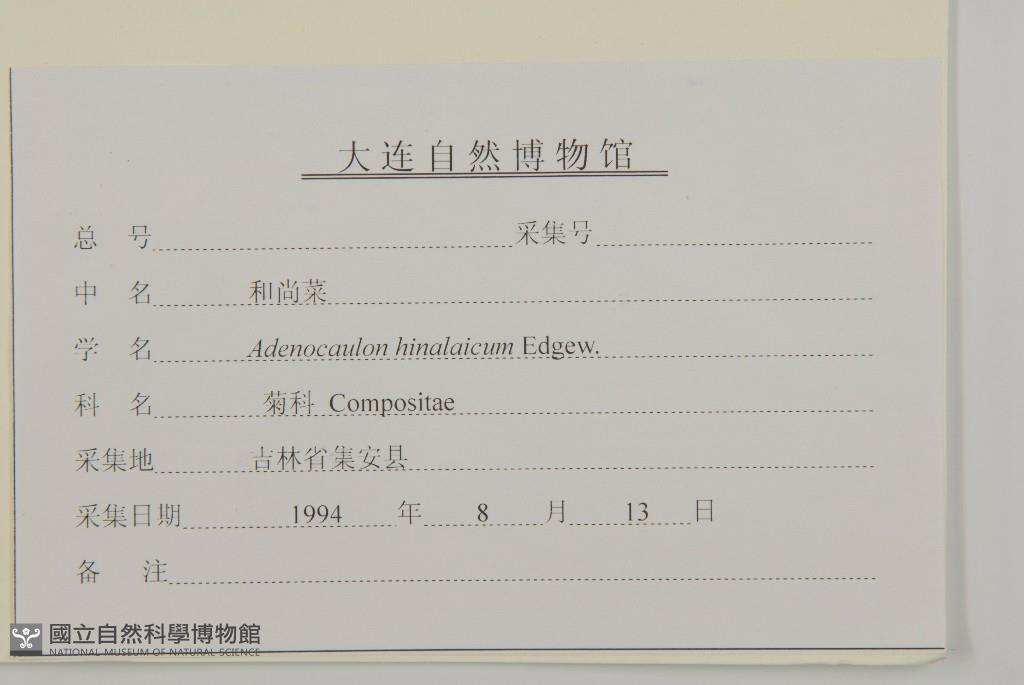 大连自然博物馆
总 号 采集号
中 名 和尚菜
学 名 Adenocaulon hinalaicum Edgew.
科 名 菊科 Compositae
采集地 吉林省集安县
采集日期 1994 年 8 月 13 日
备 注
國立自然科學博物館
NATIONAL MUSEUM OF NATURAL SCIENCE